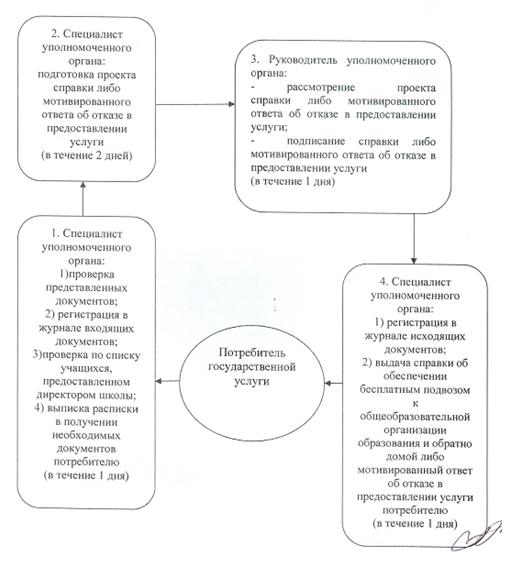 2. Специалист
уполномоченного
органа:
подготовка проекта
справки либо
мотивированного
ответа об отказе в
предоставлении
услуги
(в течение 2 дней)
3. Руководитель уполномоченного
органа:
- рассмотрение проекта
справки либо мотивированного
ответа об отказе в предоставлении
услуги;
- подписание справки либо
мотивированного ответа об отказе в
предоставлении услуги
(в течение 1 дня)
1. Специалист
уполномоченного
органа:
1)проверка
представленных
документов;
2) регистрация в
журнале входящих
документов;
3)проверка по списку
учащихся,
предоставленном
директором школы;
4) выписка расписки
в получении
необходимых
документов
потребителю
(в течение 1 дня)
Потребитель
государственной
услуги
4. Специалист
уполномоченного
органа:
1) регистрация в
журнале исходящих
документов;
2) выдача справки об
обеспечении
бесплатным подвозом
к
общеобразовательной
организации
образования и обратно
домой либо
мотивированный ответ
об отказе в
предоставлении услуги
потребителю
(в течение 1 дня)